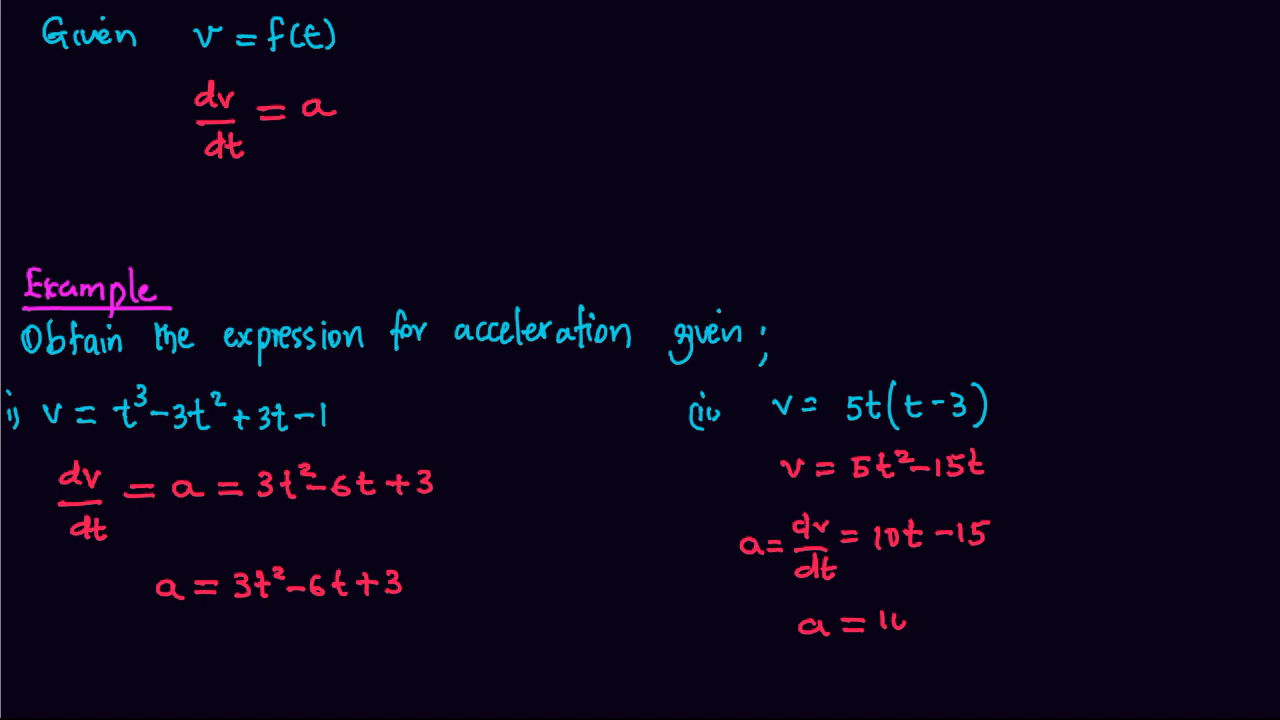 Given v = f(t)
dv/dt = a
Example
Obtain the expression for acceleration given;
i) v = t³-3t²+3t-1
dv/dt = a = 3t²-6t+3
a = 3t²-6t+3
(ii) v = 5t(t-3)
v = 5t²-15t
a = dv/dt = 10t-15
a = 10